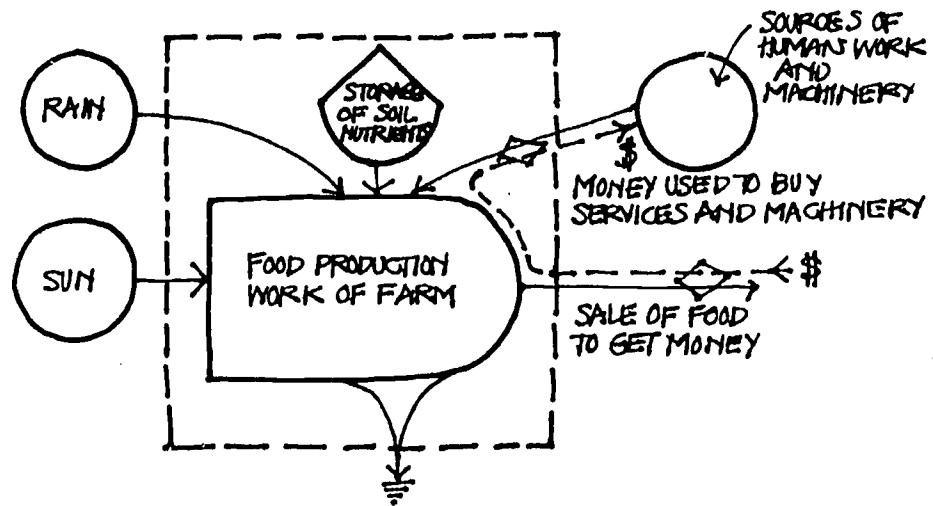 RAIN
STORAGE
OF SOIL
NUTRIENTS
SOURCES OF
HUMAN WORK
AND
MACHINERY
$
MONEY USED TO BUY
SERVICES AND MACHINERY
SUN
FOOD PRODUCTION
WORK OF FARM
$
SALE OF FOOD
TO GET MONEY